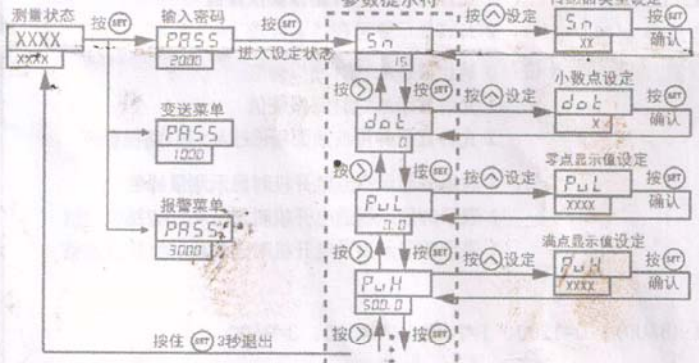 测量状态
XXXX
XXXX
按SET
输入密码
PASS
2000
按SET
进入设定状态
变送菜单
PASS
1000
报警菜单
PASS
3000
按住 SET 3秒退出
参数提示符
Sn
15
按
按SET
dot
0
按
按SET
PuL
0.0
按
按SET
PuH
500.0
按
按SET
按设定
Sn
XX
按SET
确认
小数点设定
按设定
dot
X
按SET
确认
零点显示值设定
按设定
PuL
XXXX
按SET
确认
满点显示值设定
按设定
PuH
XXXX
按SET
确认